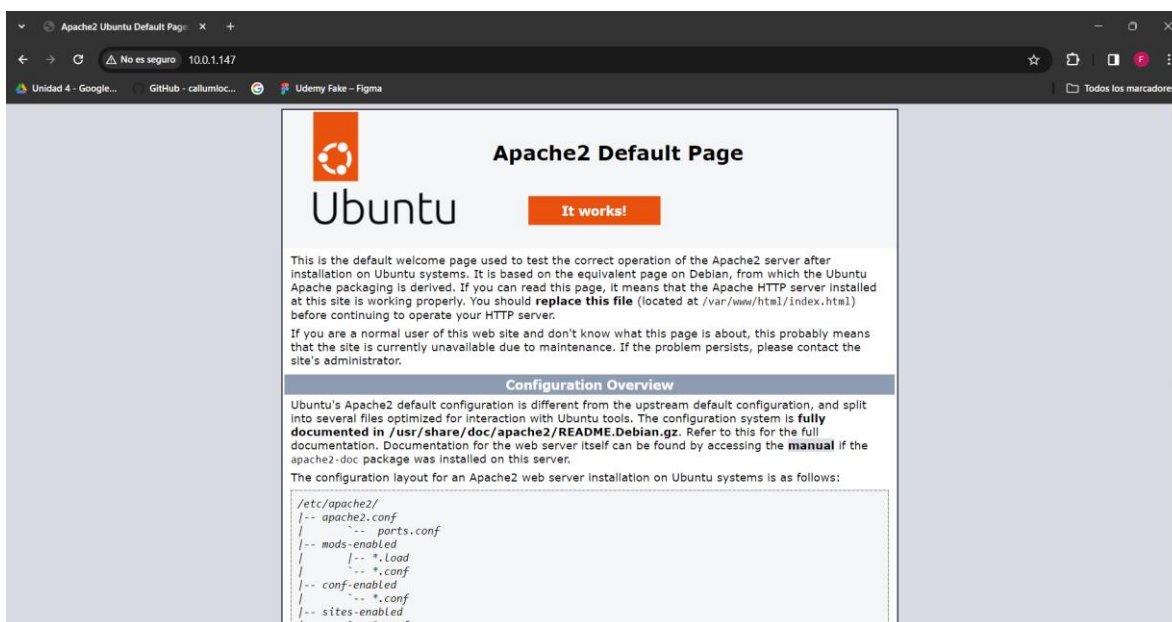 Apache2 Ubuntu Default Page
No es seguro 10.0.1.147
Unidad 4 - Google... GitHub - callumloc... Udemy Fake – Figma Todos los marcadores
Apache2 Default Page
Ubuntu
It works!
This is the default welcome page used to test the correct operation of the Apache2 server after
installation on Ubuntu systems. It is based on the equivalent page on Debian, from which the Ubuntu
Apache packaging is derived. If you can read this page, it means that the Apache HTTP server installed
at this site is working properly. You should replace this file (located at /var/www/html/index.html)
before continuing to operate your HTTP server.
If you are a normal user of this web site and don't know what this page is about, this probably means
that the site is currently unavailable due to maintenance. If the problem persists, please contact the
site's administrator.
Configuration Overview
Ubuntu's Apache2 default configuration is different from the upstream default configuration, and split
into several files optimized for interaction with Ubuntu tools. The configuration system is fully
documented in /usr/share/doc/apache2/README.Debian.gz. Refer to this for the full
documentation. Documentation for the web server itself can be found by accessing the manual if the
apache2-doc package was installed on this server.
The configuration layout for an Apache2 web server installation on Ubuntu systems is as follows:
/etc/apache2/
|-- apache2.conf
|       `--  ports.conf
|-- mods-enabled
|       |-- *.load
|       `-- *.conf
|-- conf-enabled
|       `-- *.conf
|-- sites-enabled